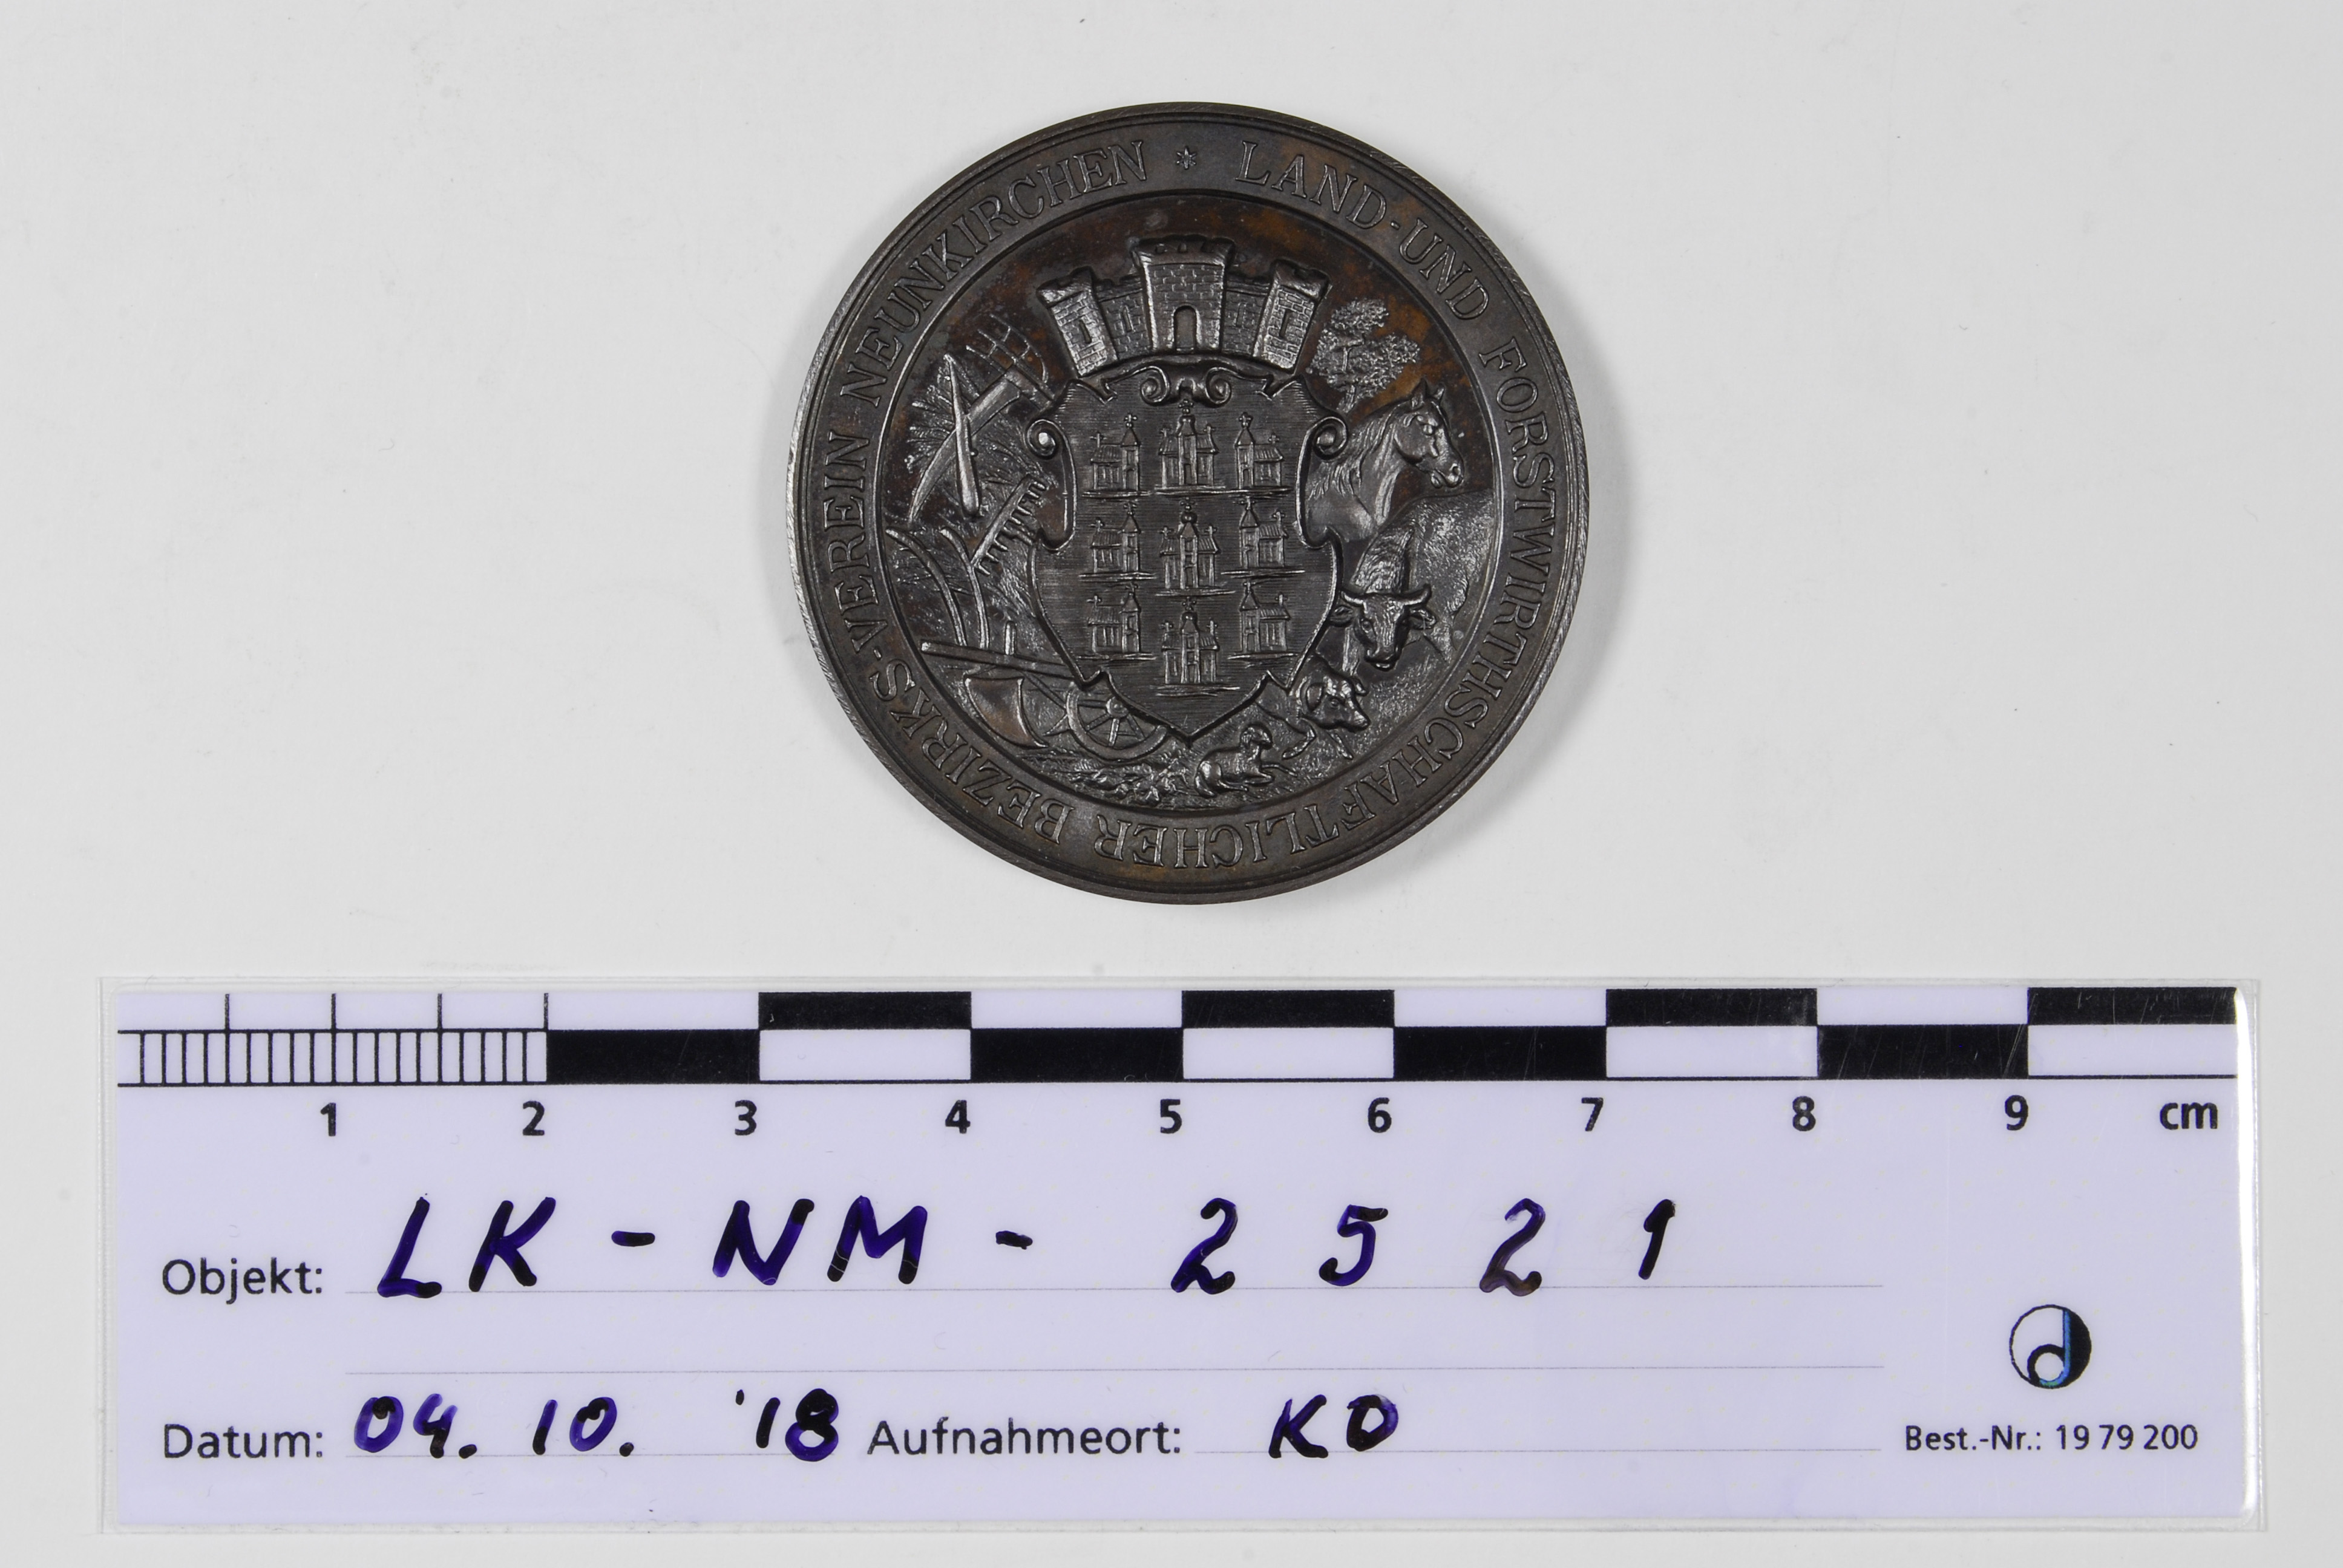 LAND-UND FORSTWIRTHSCHAFTLICHER BEZIRKS-VEREIN NEUNKIRCHEN *
1 2 3 4 5 6 7 8 9 cm
Objekt: LK-NM-2521
Datum: 04. 10. '18 Aufnahmeort: KO
Best.-Nr.: 19 79 200